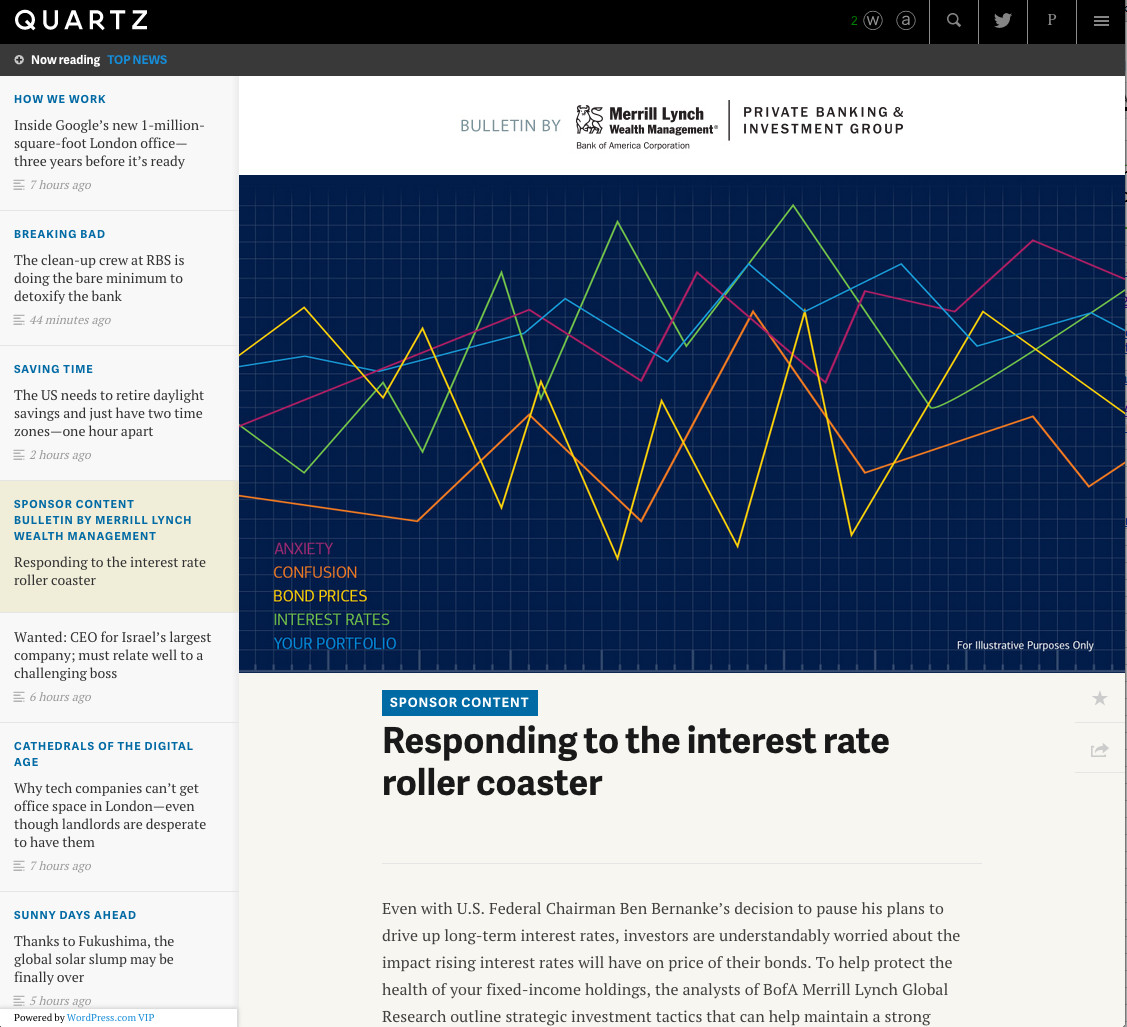 QUARTZ
2 W a P
Now reading TOP NEWS
HOW WE WORK
Inside Google’s new 1-million-
square-foot London office—
three years before it’s ready
7 hours ago
BREAKING BAD
The clean-up crew at RBS is
doing the bare minimum to
detoxify the bank
44 minutes ago
SAVING TIME
The US needs to retire daylight
savings and just have two time
zones—one hour apart
2 hours ago
SPONSOR CONTENT
BULLETIN BY MERRILL LYNCH
WEALTH MANAGEMENT
Responding to the interest rate
roller coaster
Wanted: CEO for Israel’s largest
company; must relate well to a
challenging boss
6 hours ago
CATHEDRALS OF THE DIGITAL
AGE
Why tech companies can’t get
office space in London—even
though landlords are desperate
to have them
7 hours ago
SUNNY DAYS AHEAD
Thanks to Fukushima, the
global solar slump may be
finally over
5 hours ago
Powered by WordPress.com VIP
BULLETIN BY
Merrill Lynch
Wealth Management®
Bank of America Corporation
PRIVATE BANKING &
INVESTMENT GROUP
ANXIETY
CONFUSION
BOND PRICES
INTEREST RATES
YOUR PORTFOLIO
For Illustrative Purposes Only
SPONSOR CONTENT
Responding to the interest rate
roller coaster
Even with U.S. Federal Chairman Ben Bernanke’s decision to pause his plans to
drive up long-term interest rates, investors are understandably worried about the
impact rising interest rates will have on price of their bonds. To help protect the
health of your fixed-income holdings, the analysts of BofA Merrill Lynch Global
Research outline strategic investment tactics that can help maintain a strong